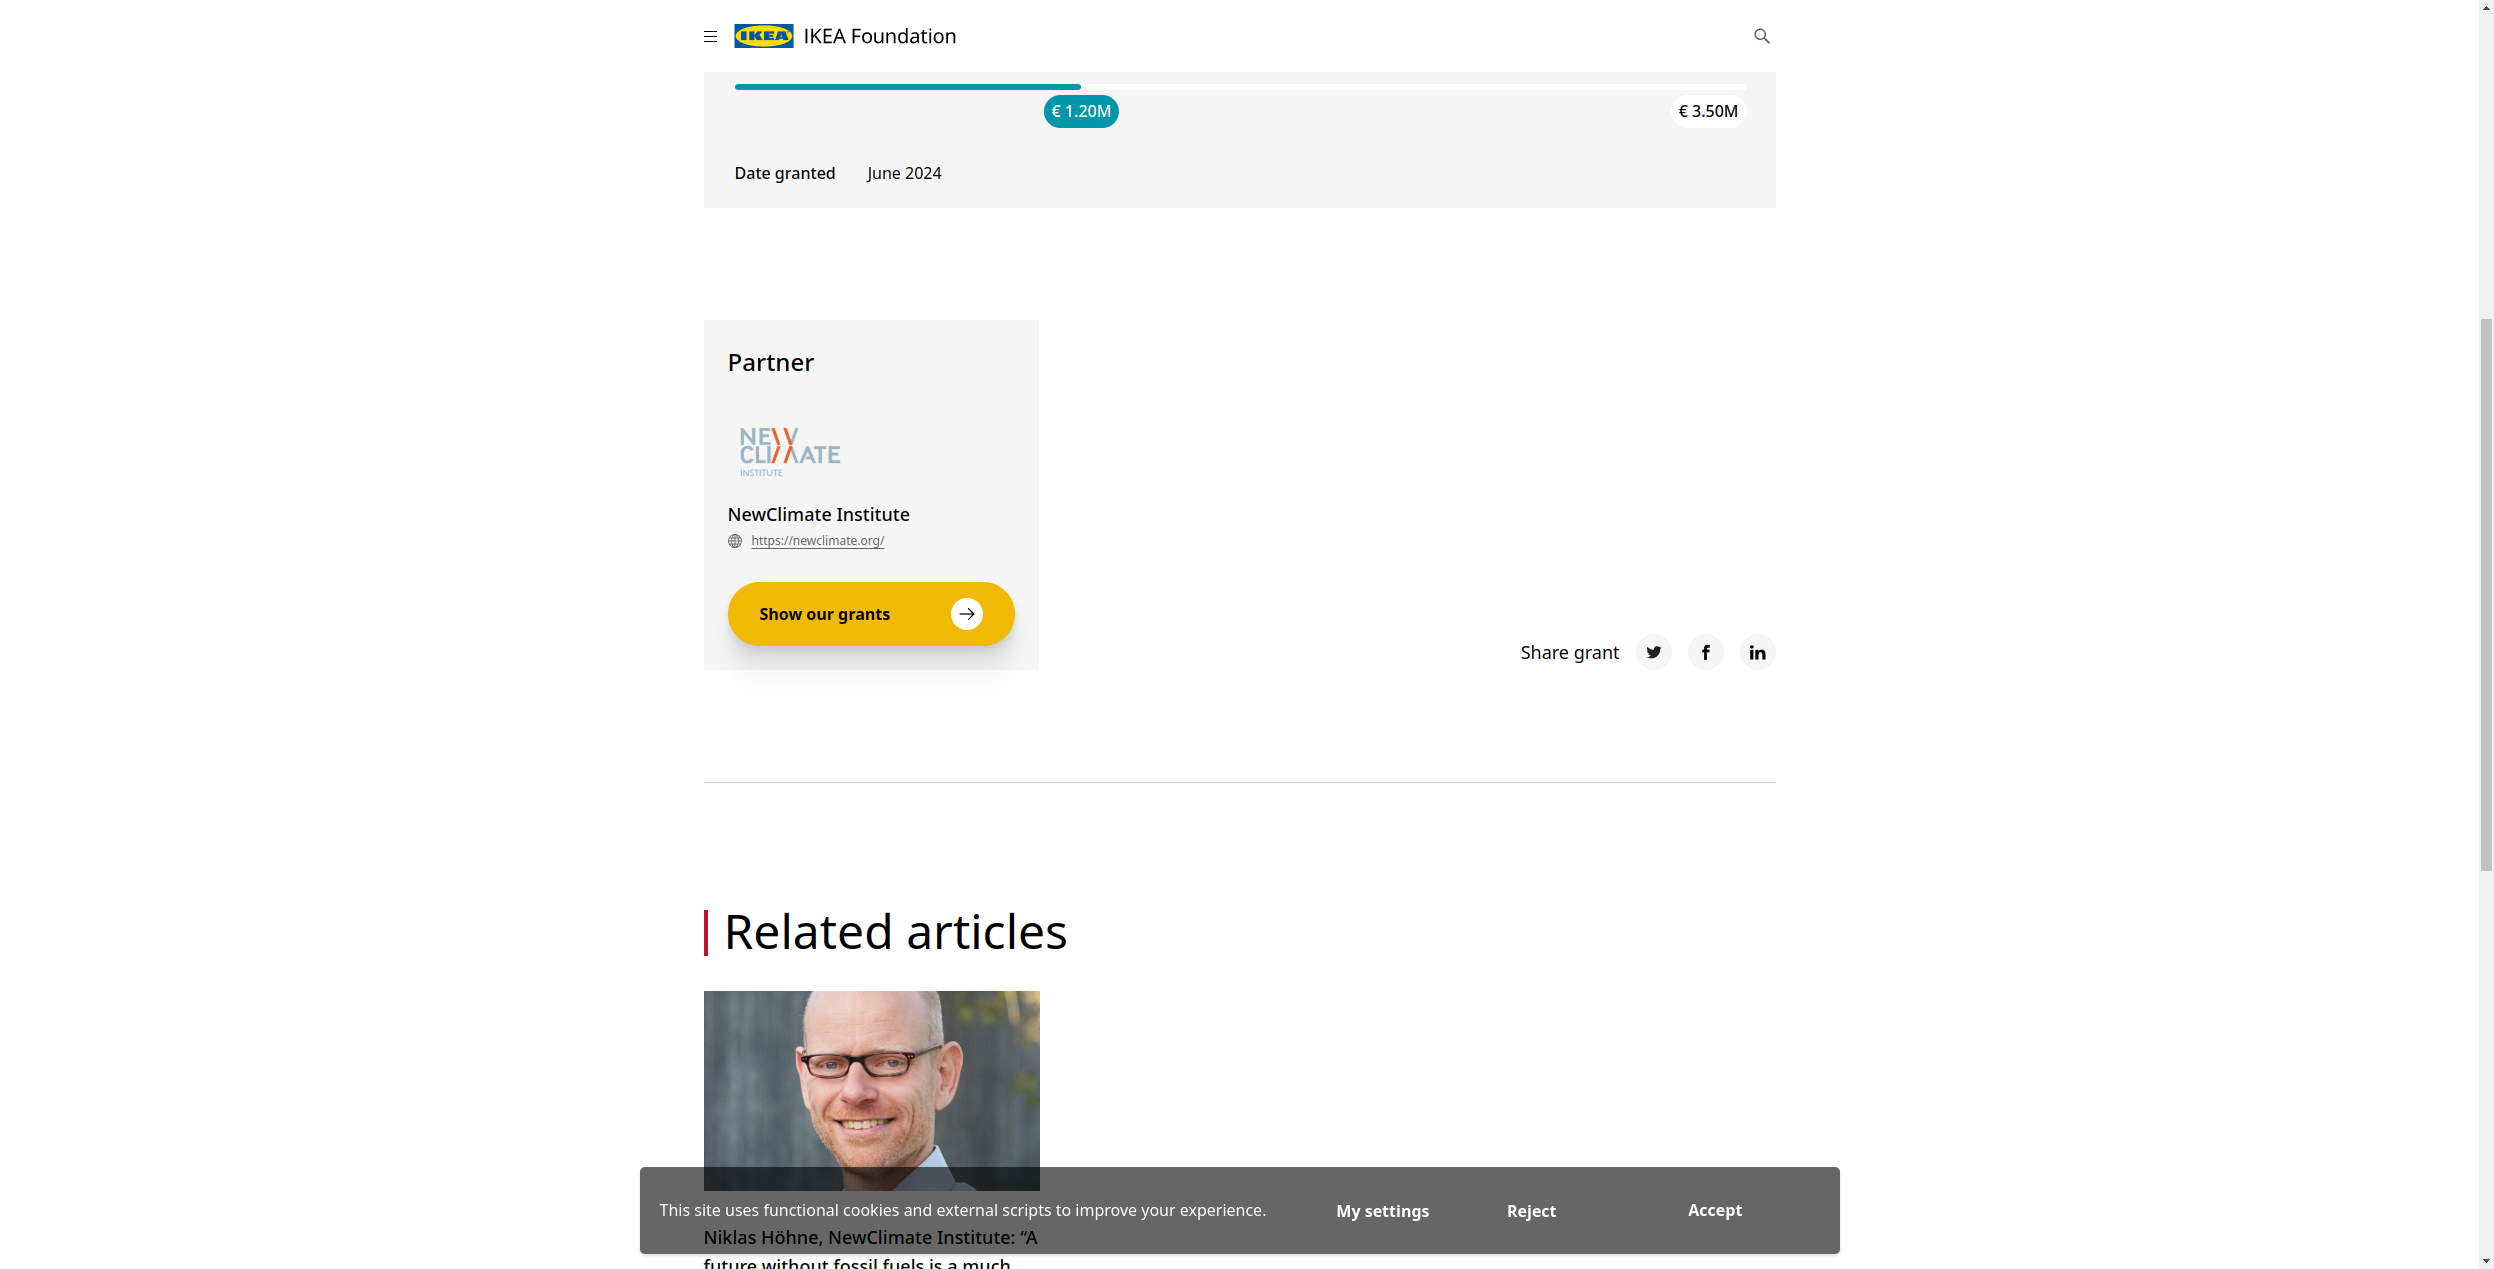 IKEA
IKEA Foundation
€ 1.20M
€ 3.50M
Date granted June 2024
Partner
NEW
CLIMATE
INSTITUTE
NewClimate Institute
https://newclimate.org/
Show our grants
Share grant
Related articles
This site uses functional cookies and external scripts to improve your experience.
My settings
Reject
Accept
Niklas Höhne, NewClimate Institute: “A
future without fossil fuels is a much